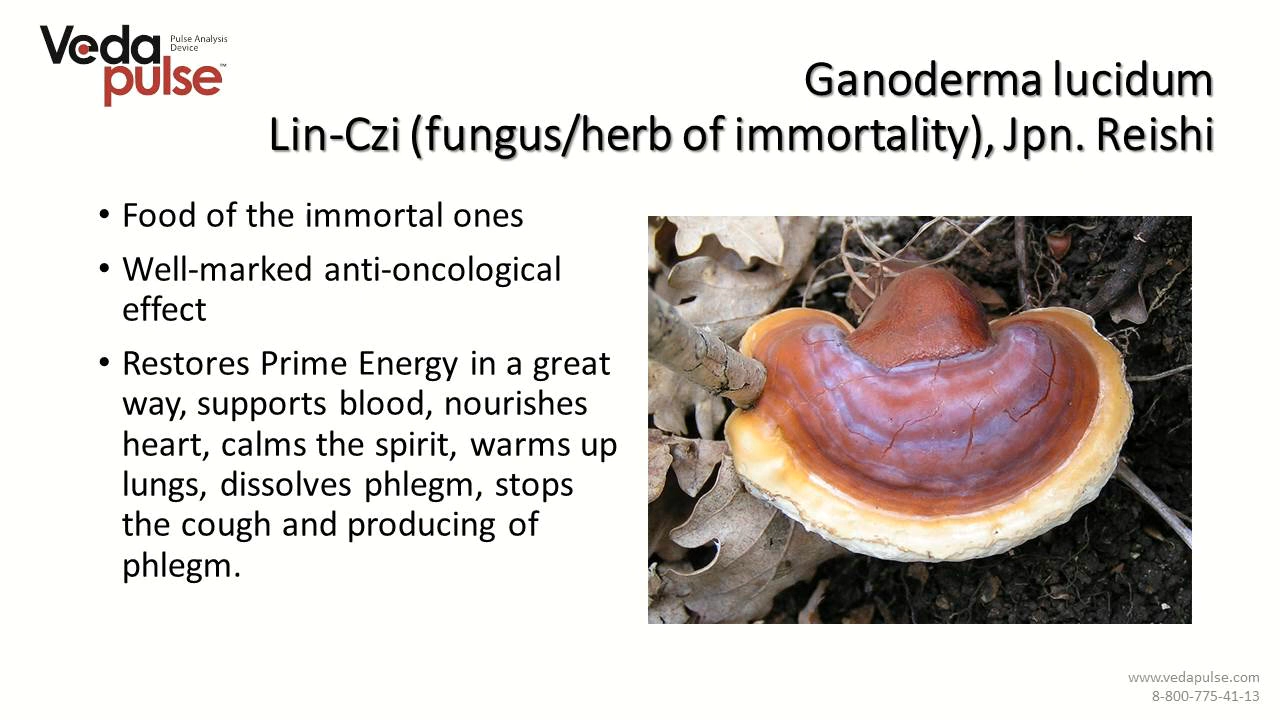 Veda
pulse™
Pulse Analysis
Device
Ganoderma lucidum
Lin-Czi (fungus/herb of immortality), Jpn. Reishi
• Food of the immortal ones
• Well-marked anti-oncological
effect
• Restores Prime Energy in a great
way, supports blood, nourishes
heart, calms the spirit, warms up
lungs, dissolves phlegm, stops
the cough and producing of
phlegm.
www.vedapulse.com
8-800-775-41-13